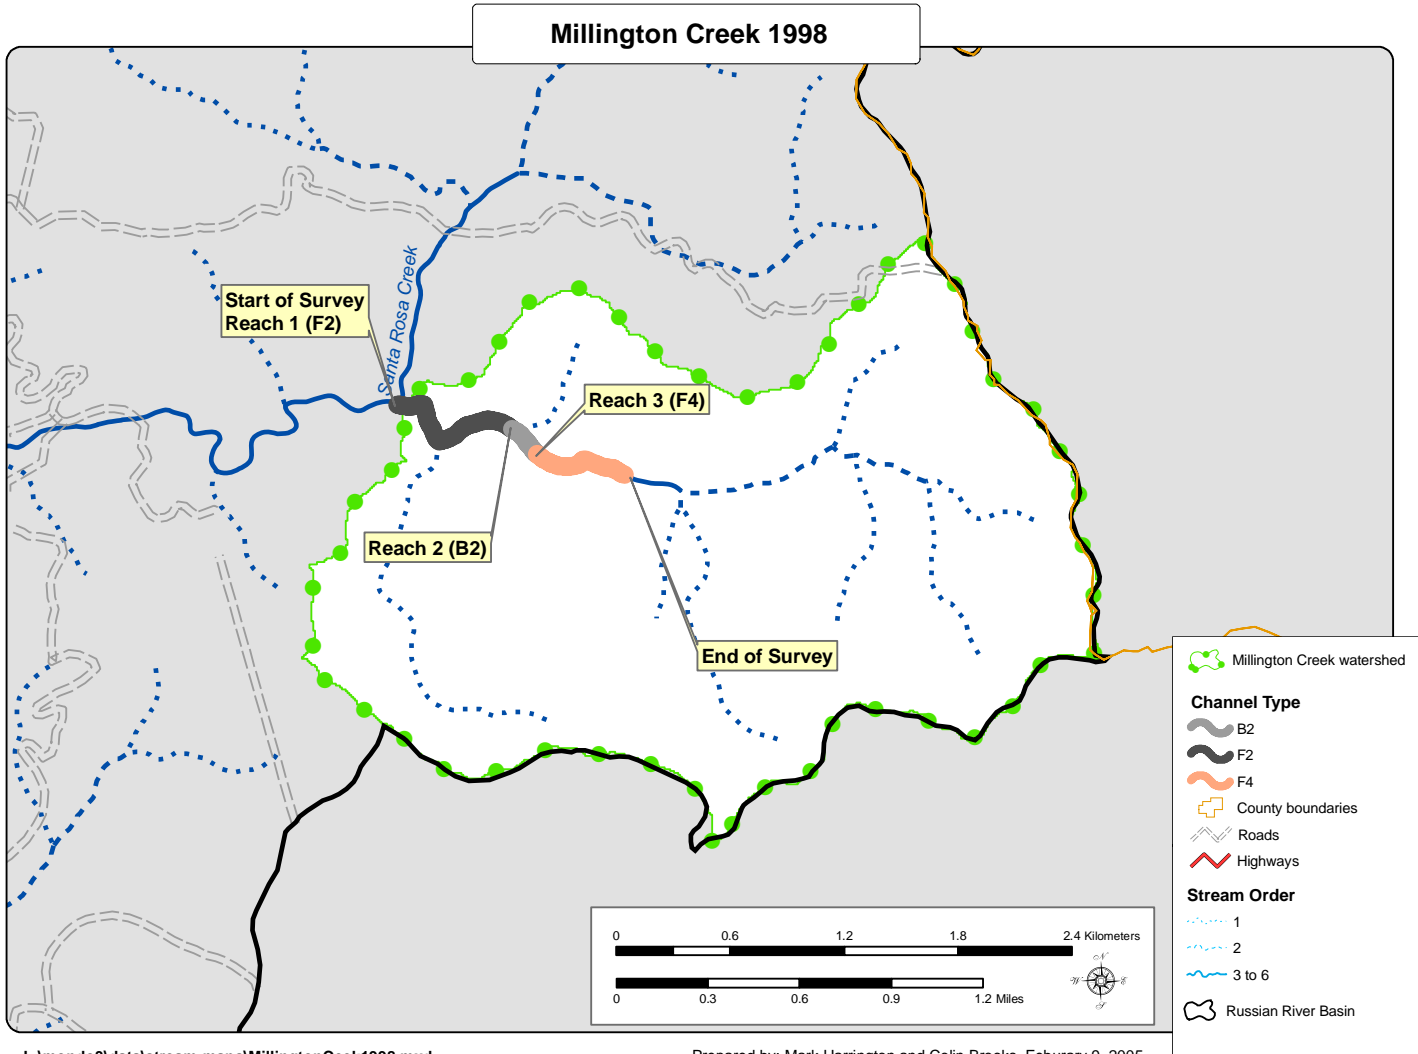 Millington Creek 1998
Santa Rosa Creek
Start of Survey
Reach 1 (F2)
Reach 3 (F4)
Reach 2 (B2)
End of Survey
Millington Creek watershed
Channel Type
B2
F2
F4
County boundaries
Roads
Highways
Stream Order
1
2
3 to 6
Russian River Basin
0 0.6 1.2 1.8 2.4 Kilometers
0 0.3 0.6 0.9 1.2 Miles
N
W E
S